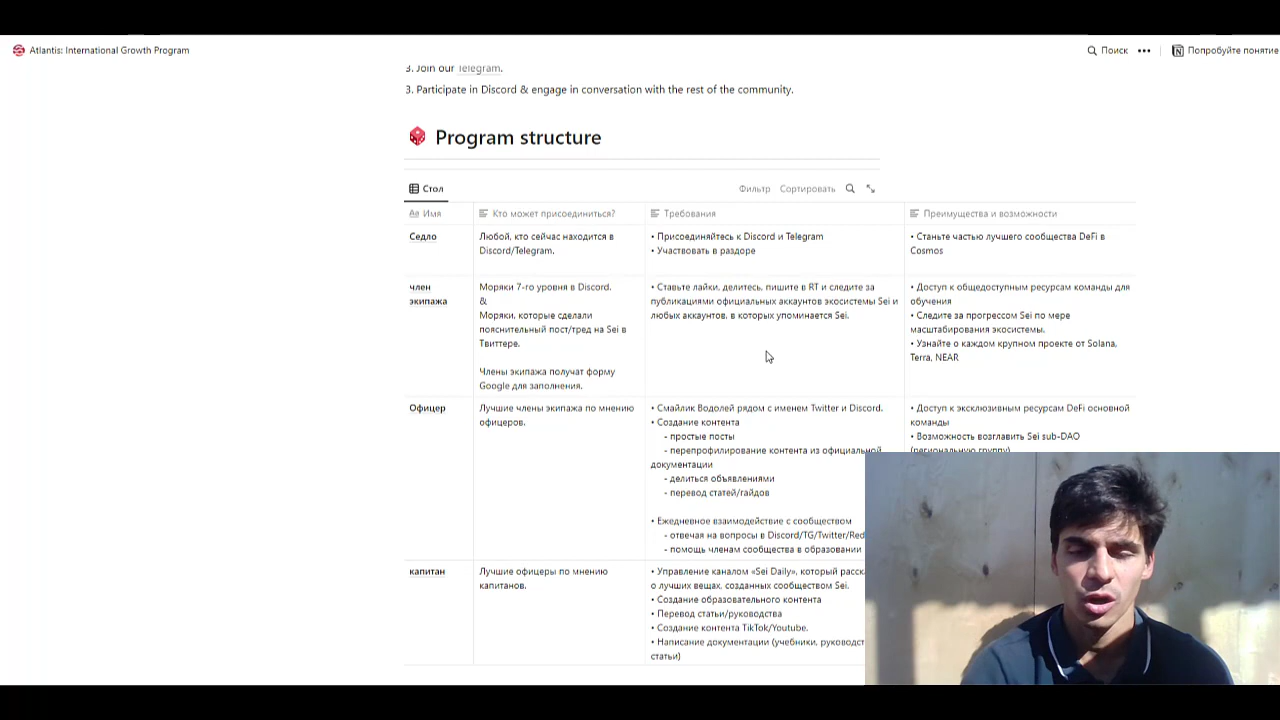 Atlantis: International Growth Program
Поиск
Попробуйте понятие
3. Join our Telegram.
3. Participate in Discord & engage in conversation with the rest of the community.
Program structure
Стол
Фильтр Сортировать
Аа Имя
Кто может присоединиться?
Требования
Преимущества и возможности
Седло
Любой, кто сейчас находится в
Discord/Telegram.
• Присоединяйтесь к Discord и Telegram
• Участвовать в раздоре
• Станьте частью лучшего сообщества DeFi в
Cosmos
член
экипажа
Моряки 7-го уровня в Discord.
&
Моряки, которые сделали
пояснительный пост/тред на Sei в
Твиттере.
Члены экипажа получат форму
Google для заполнения.
• Ставьте лайки, делитесь, пишите в RT и следите за
публикациями официальных аккаунтов экосистемы Sei и
любых аккаунтов, в которых упоминается Sei.
• Доступ к общедоступным ресурсам команды для
обучения
• Следите за прогрессом Sei по мере
масштабирования экосистемы.
• Узнайте о каждом крупном проекте от Solana,
Terra, NEAR
Офицер
Лучшие члены экипажа по мнению
офицеров.
• Смайлик Водолей рядом с именем Twitter и Discord.
• Создание контента
- простые посты
- перепрофилирование контента из официальной
документации
- делиться объявлениями
- перевод статей/гайдов
• Ежедневное взаимодействие с сообществом
- отвечая на вопросы в Discord/TG/Twitter/Red
- помощь членам сообщества в образовании
• Доступ к эксклюзивным ресурсам DeFi основной
команды
• Возможность возглавить Sei sub-DAO
(региональную группу)
капитан
Лучшие офицеры по мнению
капитанов.
• Управление каналом «Sei Daily», который расск
о лучших вещах, созданных сообществом Sei.
• Создание образовательного контента
• Перевод статьи/руководства
• Создание контента TikTok/Youtube.
• Написание документации (учебники, руководст
статьи)